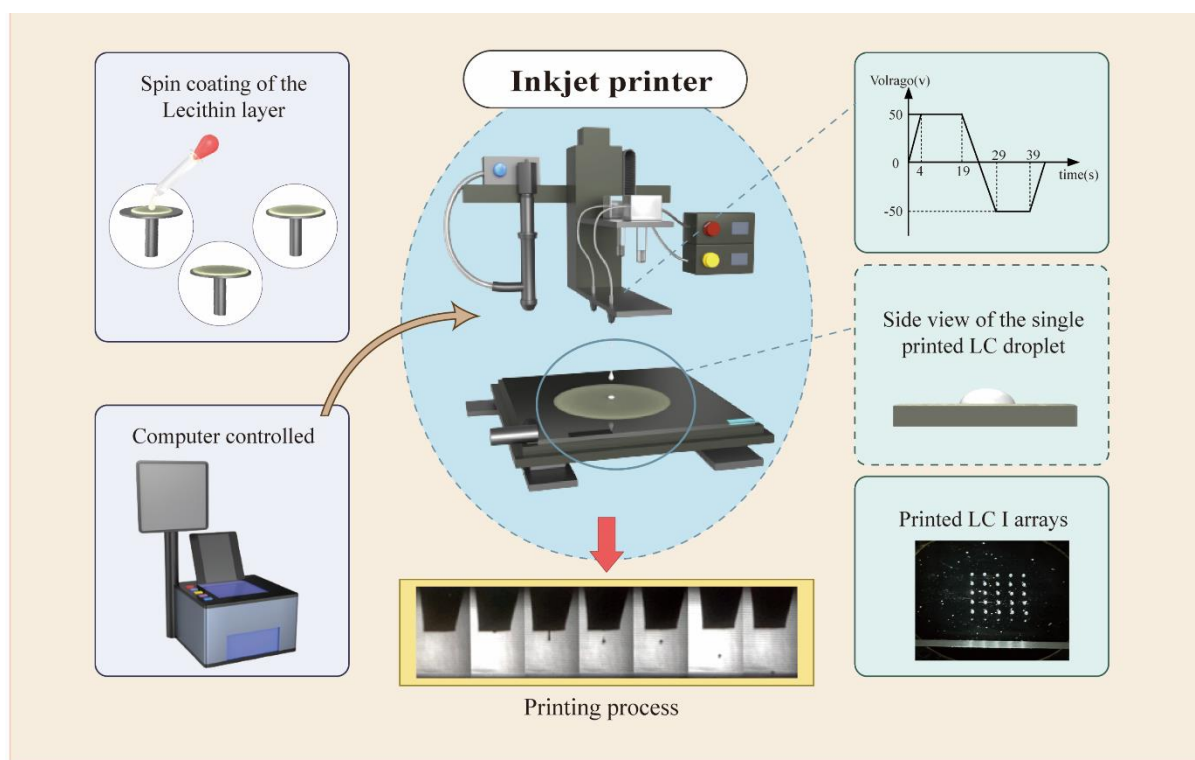 Inkjet printer
Spin coating of the
Lecithin layer
Computer controlled
Volrago(v)
50
0
-50
4
19
29
39
time(s)
Side view of the single
printed LC droplet
Printed LC I arrays
Printing process